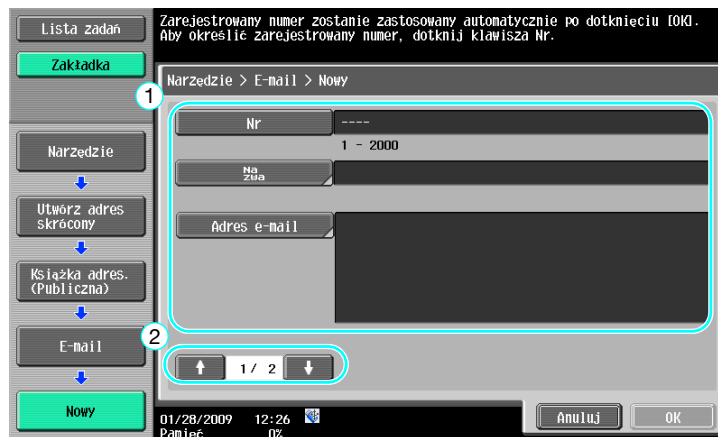 Lista zadań
Zakładka
Zarejestrowany numer zostanie zastosowany automatycznie po dotknięciu [OK].
Aby określić zarejestrowany numer, dotknij klawisza Nr.
Narzędzie > E-mail > Nowy
1
Nr
----
1 - 2000
Na
zwa
Adres e-mail
Narzędzie
Utwórz adres
skrócony
Książka adres.
(Publiczna)
E-mail
Nowy
2
1/ 2
01/28/2009 12:26
Pamięć 0%
Anuluj
OK